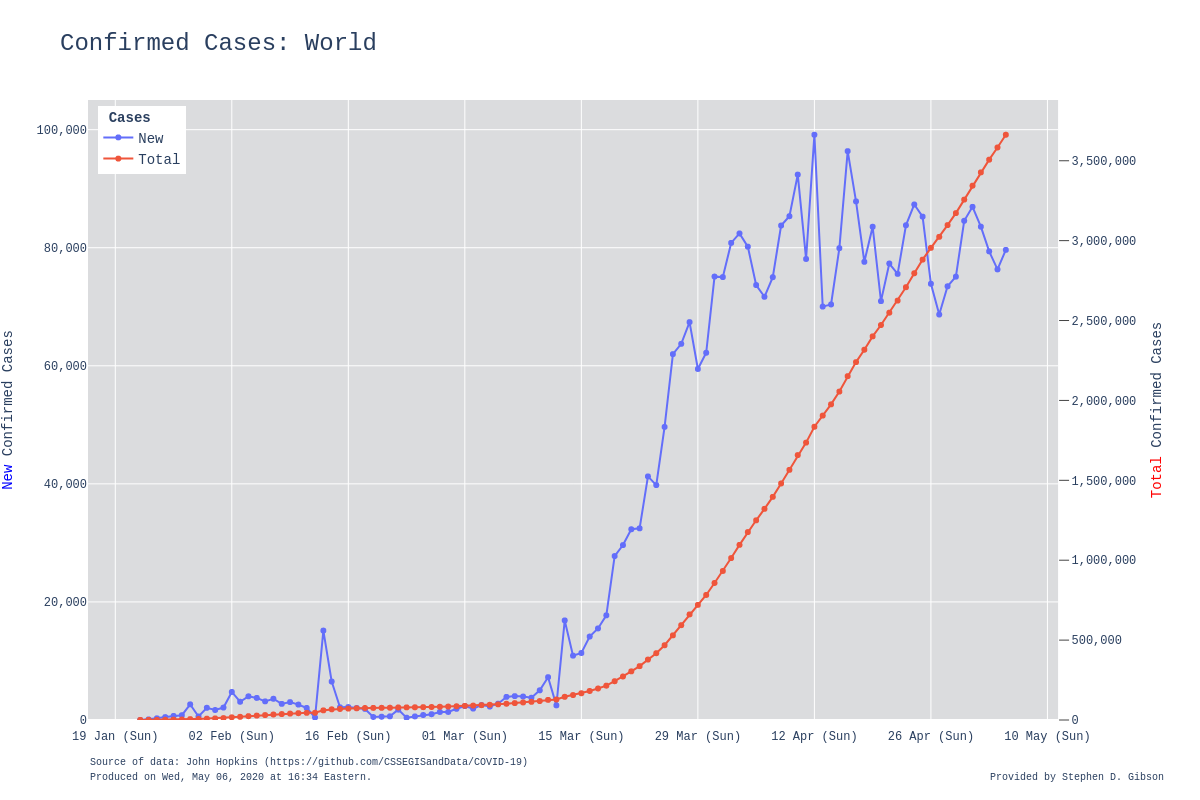 Confirmed Cases: World
Cases
New
Total
100,000
80,000
60,000
40,000
20,000
0
New Confirmed Cases
3,500,000
3,000,000
2,500,000
2,000,000
1,500,000
1,000,000
500,000
0
Total Confirmed Cases
19 Jan (Sun) 02 Feb (Sun) 16 Feb (Sun) 01 Mar (Sun) 15 Mar (Sun) 29 Mar (Sun) 12 Apr (Sun) 26 Apr (Sun) 10 May (Sun)
Source of data: John Hopkins (https://github.com/CSSEGISandData/COVID-19)
Produced on Wed, May 06, 2020 at 16:34 Eastern.
Provided by Stephen D. Gibson